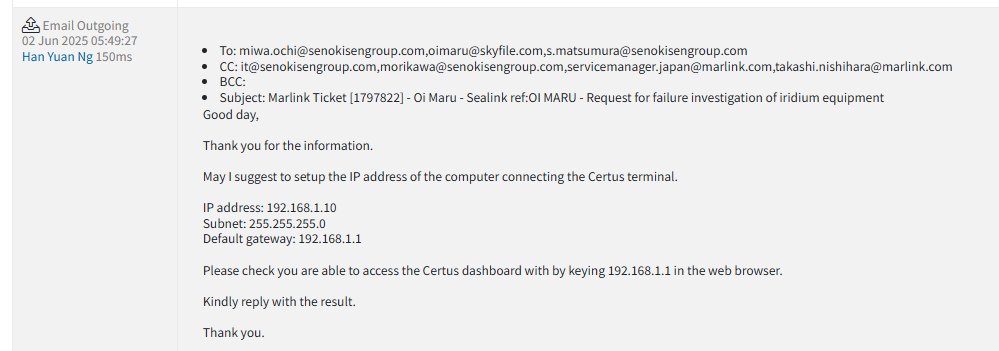 Email Outgoing
02 Jun 2025 05:49:27
Han Yuan Ng 150ms
• To: miwa.ochi@senokisengroup.com,oimaru@skyfile.com,s.matsumura@senokisengroup.com
• CC: it@senokisengroup.com,morikawa@senokisengroup.com,servicemanager.japan@marlink.com,takashi.nishihara@marlink.com
• BCC:
• Subject: Marlink Ticket [1797822] - Oi Maru - Sealink ref:OI MARU - Request for failure investigation of iridium equipment
Good day,
Thank you for the information.
May I suggest to setup the IP address of the computer connecting the Certus terminal.
IP address: 192.168.1.10
Subnet: 255.255.255.0
Default gateway: 192.168.1.1
Please check you are able to access the Certus dashboard with by keying 192.168.1.1 in the web browser.
Kindly reply with the result.
Thank you.